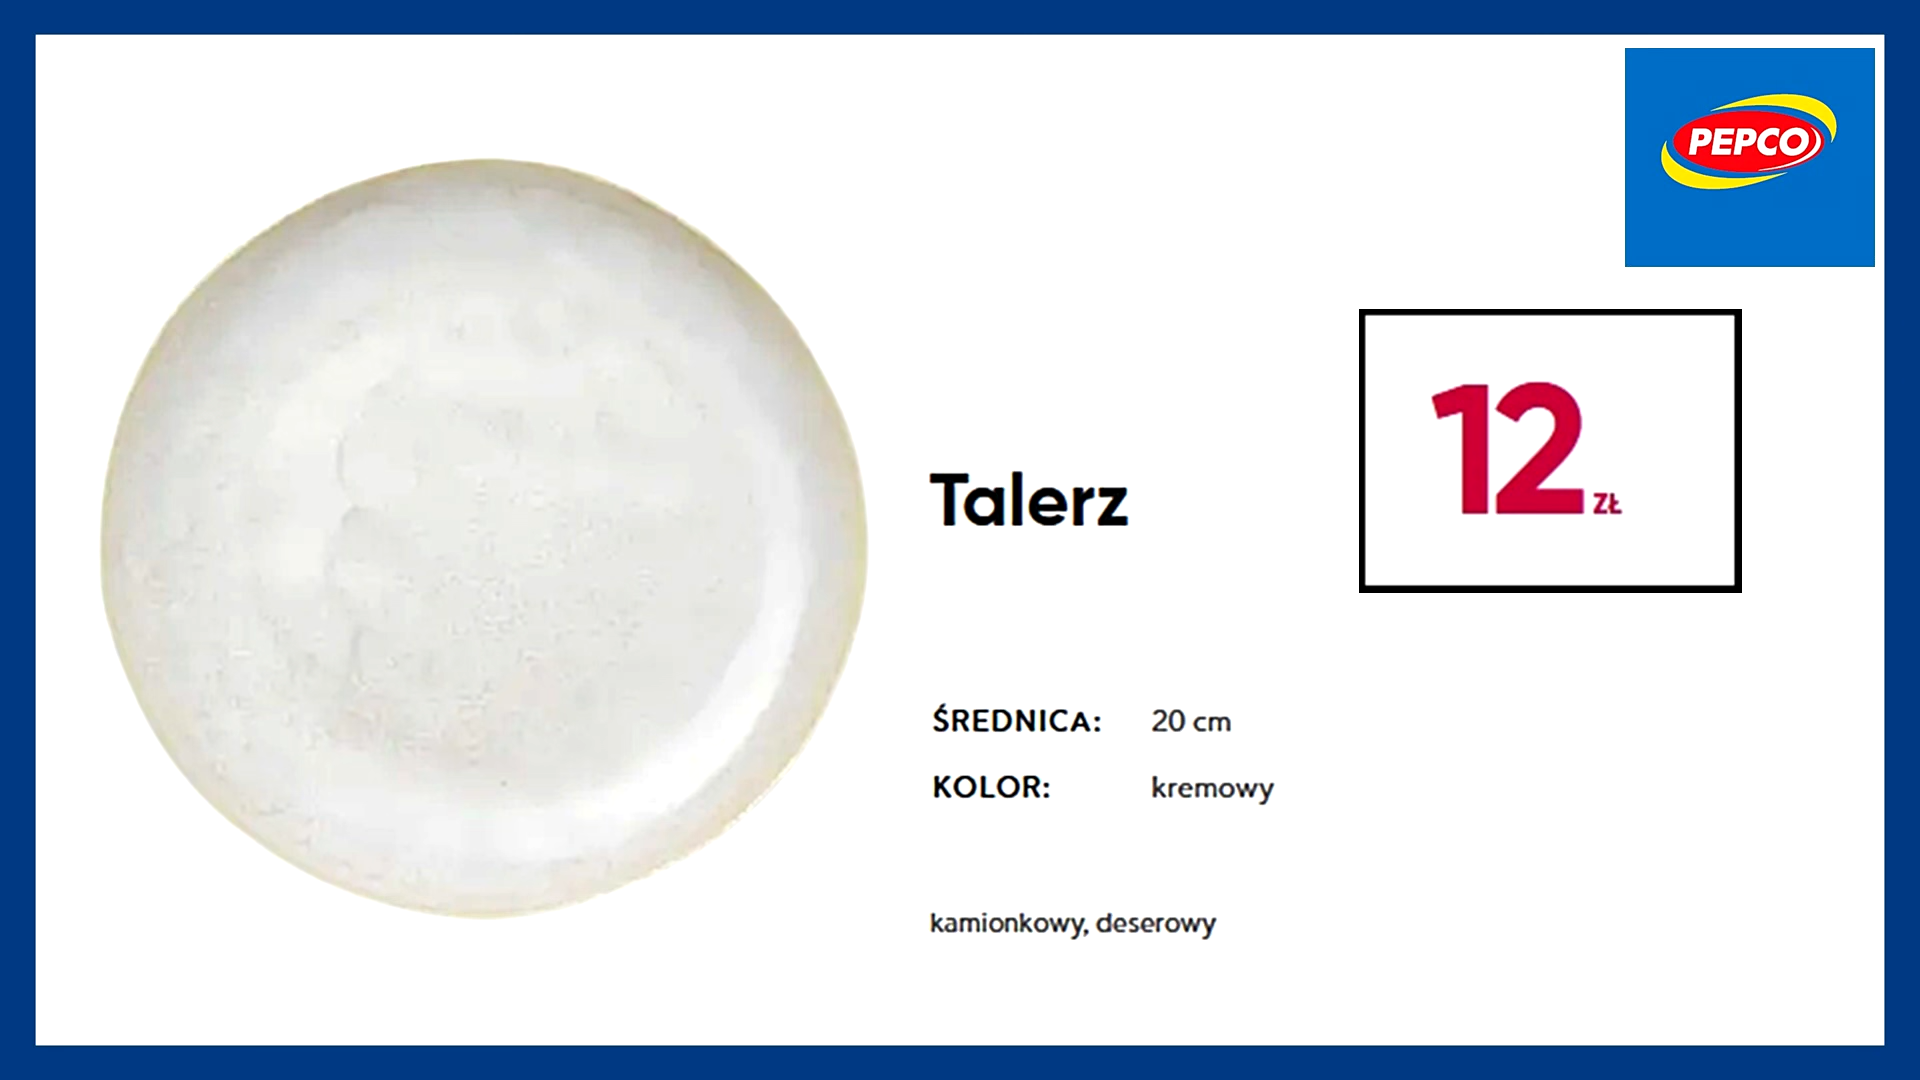 PEPCO
12 ZŁ
Talerz
ŚREDNICA: 20 cm
KOLOR: kremowy
kamionkowy, deserowy